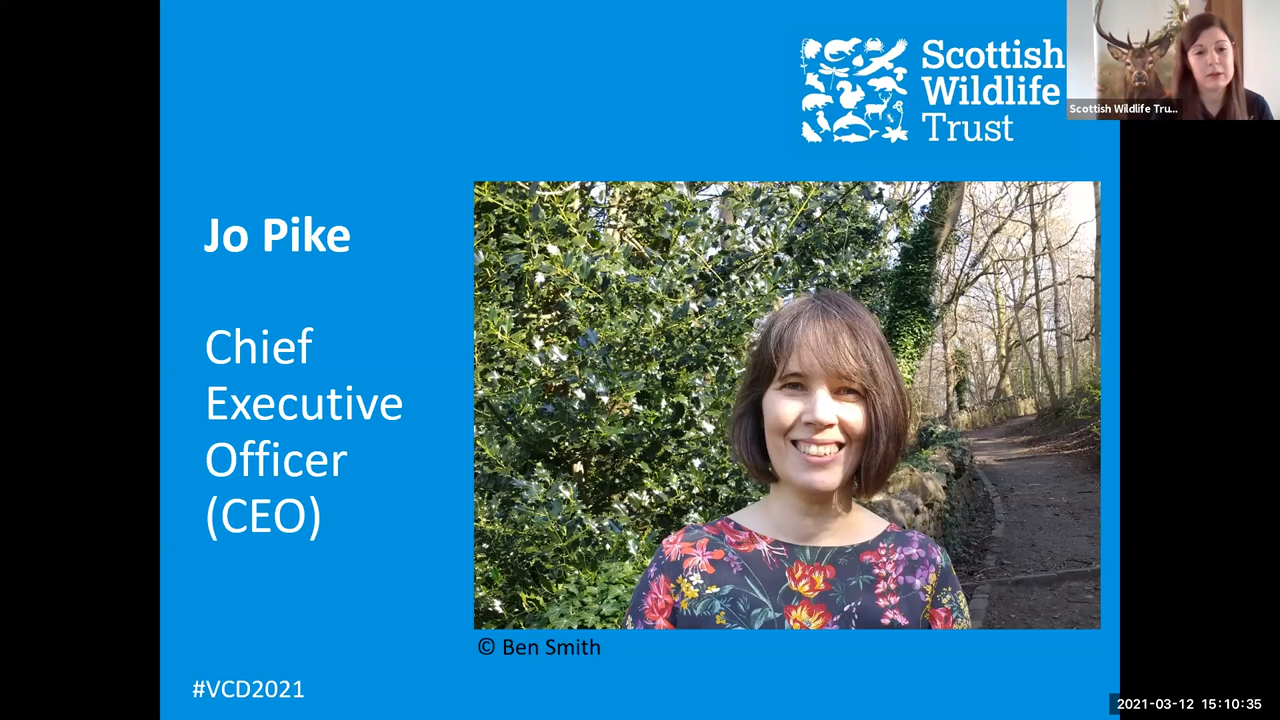 Scottish
Wildlife
Trust
Scottish Wildlife Tru...
Jo Pike
Chief
Executive
Officer
(CEO)
© Ben Smith
#VCD2021
2021-03-12 15:10:35